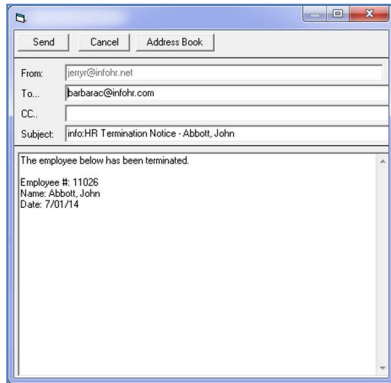 Send Cancel Address Book
From: jerryr@infohr.net
To... barbarac@infohr.com
CC..
Subject: info:HR Termination Notice - Abbott, John
The employee below has been terminated.
Employee #: 11026
Name: Abbott, John
Date: 7/01/14